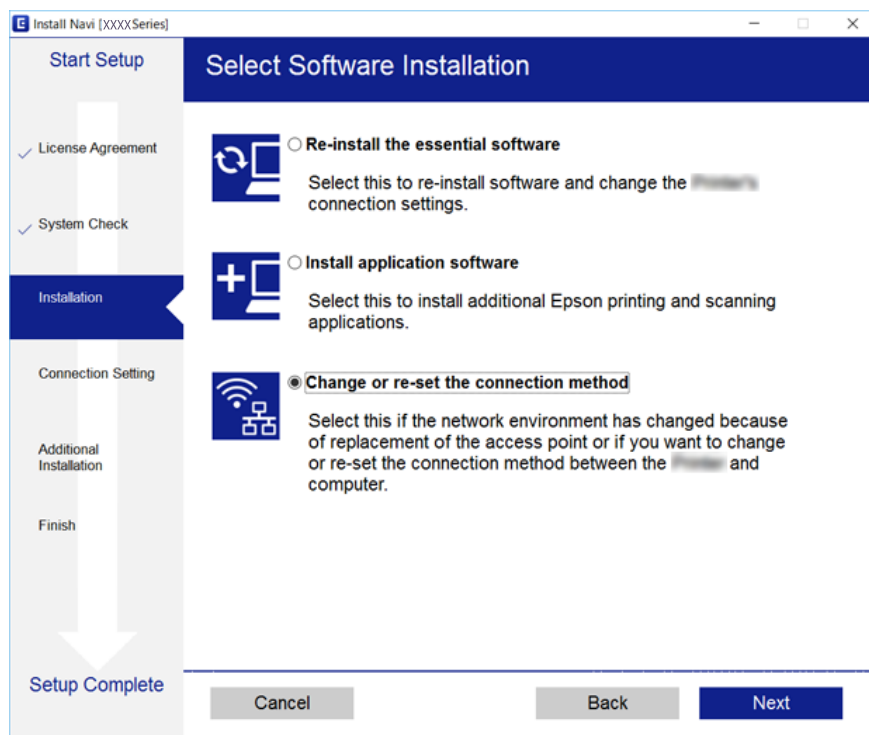 E Install Navi [XXXX Series]
Start Setup
Select Software Installation
License Agreement
System Check
Installation
Connection Setting
Additional
Installation
Finish
Setup Complete
Re-install the essential software
Select this to re-install software and change the
connection settings.
Install application software
Select this to install additional Epson printing and scanning
applications.
Change or re-set the connection method
Select this if the network environment has changed because
of replacement of the access point or if you want to change
or re-set the connection method between the and
computer.
Cancel
Back
Next